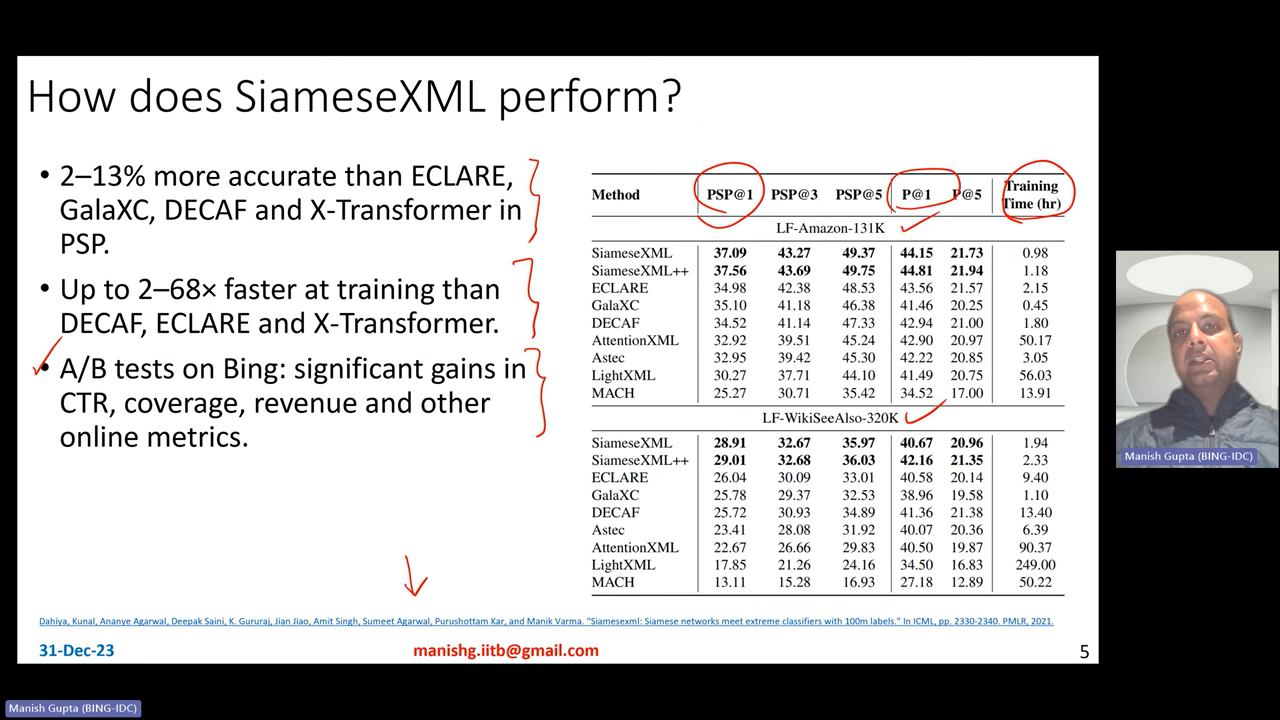 How does SiameseXML perform?
• 2–13% more accurate than ECLARE,
GalaXC, DECAF and X-Transformer in
PSP.
• Up to 2–68× faster at training than
DECAF, ECLARE and X-Transformer.
• A/B tests on Bing: significant gains in
CTR, coverage, revenue and other
online metrics.
Method PSP@1 PSP@3 PSP@5 P@1 P@5 Training
Time (hr)
LF-Amazon-131K
SiameseXML 37.09 43.27 49.37 44.15 21.73 0.98
SiameseXML++ 37.56 43.69 49.75 44.81 21.94 1.18
ECLARE 34.98 42.38 48.53 43.56 21.57 2.15
GalaXC 35.10 41.18 46.38 41.46 20.25 0.45
DECAF 34.52 41.14 47.33 42.94 21.00 1.80
AttentionXML 32.92 39.51 45.24 42.90 20.97 50.17
Astec 32.95 39.42 45.30 42.22 20.85 3.05
LightXML 30.27 37.71 44.10 41.49 20.75 56.03
MACH 25.27 30.71 35.42 34.52 17.00 13.91
LF-WikiSeeAlso-320K
SiameseXML 28.91 32.67 35.97 40.67 20.96 1.94
SiameseXML++ 29.01 32.68 36.03 42.16 21.35 2.33
ECLARE 26.04 30.09 33.01 40.58 20.14 9.40
GalaXC 25.78 29.37 32.53 38.96 19.58 1.10
DECAF 25.72 30.93 34.89 41.36 21.38 13.40
Astec 23.41 28.08 31.92 40.07 20.36 6.39
AttentionXML 22.67 26.66 29.83 40.50 19.87 90.37
LightXML 17.85 21.26 24.16 34.50 16.83 249.00
MACH 13.11 15.28 16.93 27.18 12.89 50.22
Dahiya, Kunal, Ananye Agarwal, Deepak Saini, K. Gururaj, Jian Jiao, Amit Singh, Sumeet Agarwal, Purushottam Kar, and Manik Varma. "Siamesexml: Siamese networks meet extreme classifiers with 100m labels." In ICML, pp. 2330-2340. PMLR, 2021.
31-Dec-23 manishg.iitb@gmail.com 5
Manish Gupta (BING-IDC)
Manish Gupta (BING-IDC)